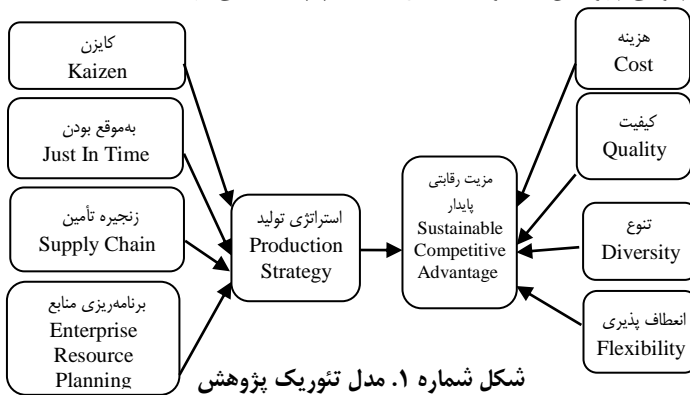 کایزن
Kaizen
به‌موقع بودن
Just In Time
زنجیره تأمین
Supply Chain
برنامه‌ریزی منابع
Enterprise
Resource
Planning
استراتژی تولید
Production
Strategy
مزیت رقابتی
پایدار
Sustainable
Competitive
Advantage
هزینه
Cost
کیفیت
Quality
تنوع
Diversity
انعطاف پذیری
Flexibility
شکل شماره ۱. مدل تئوریک پژوهش